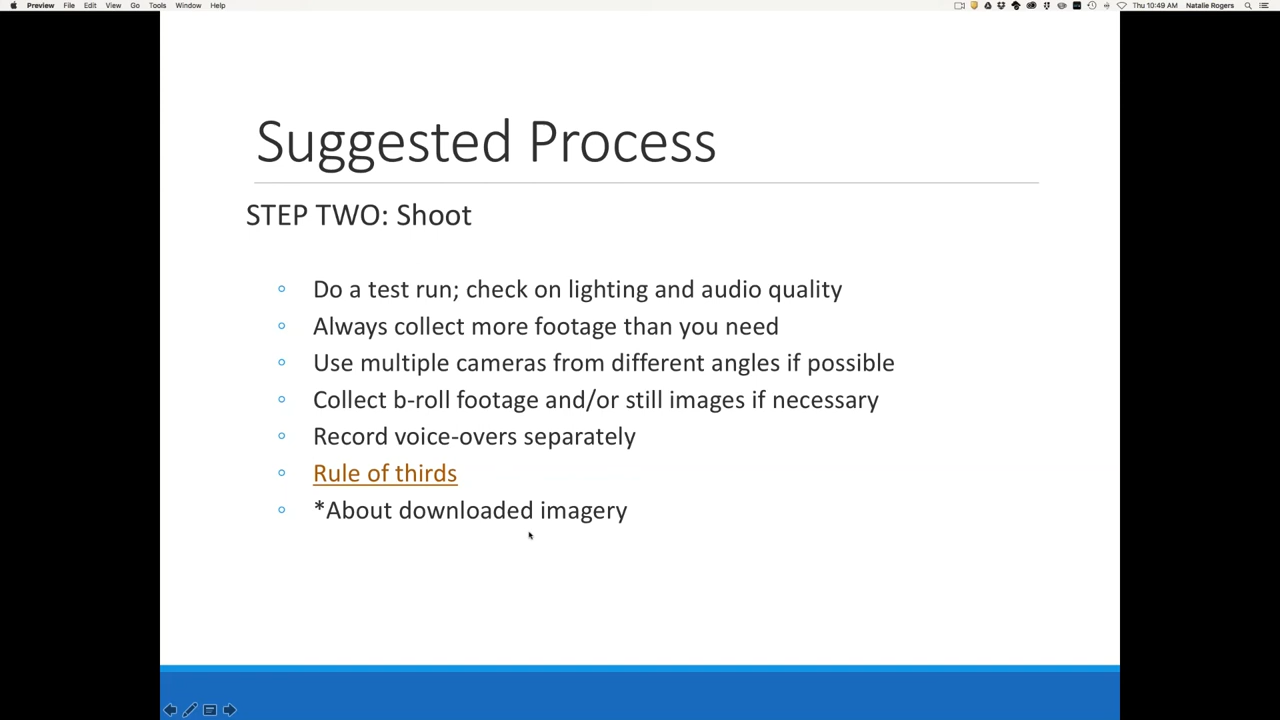 Preview File Edit View Go Tools Window Help
Thu 10:49 AM Natalie Rogers
Suggested Process
STEP TWO: Shoot
Do a test run; check on lighting and audio quality
Always collect more footage than you need
Use multiple cameras from different angles if possible
Collect b-roll footage and/or still images if necessary
Record voice-overs separately
Rule of thirds
*About downloaded imagery